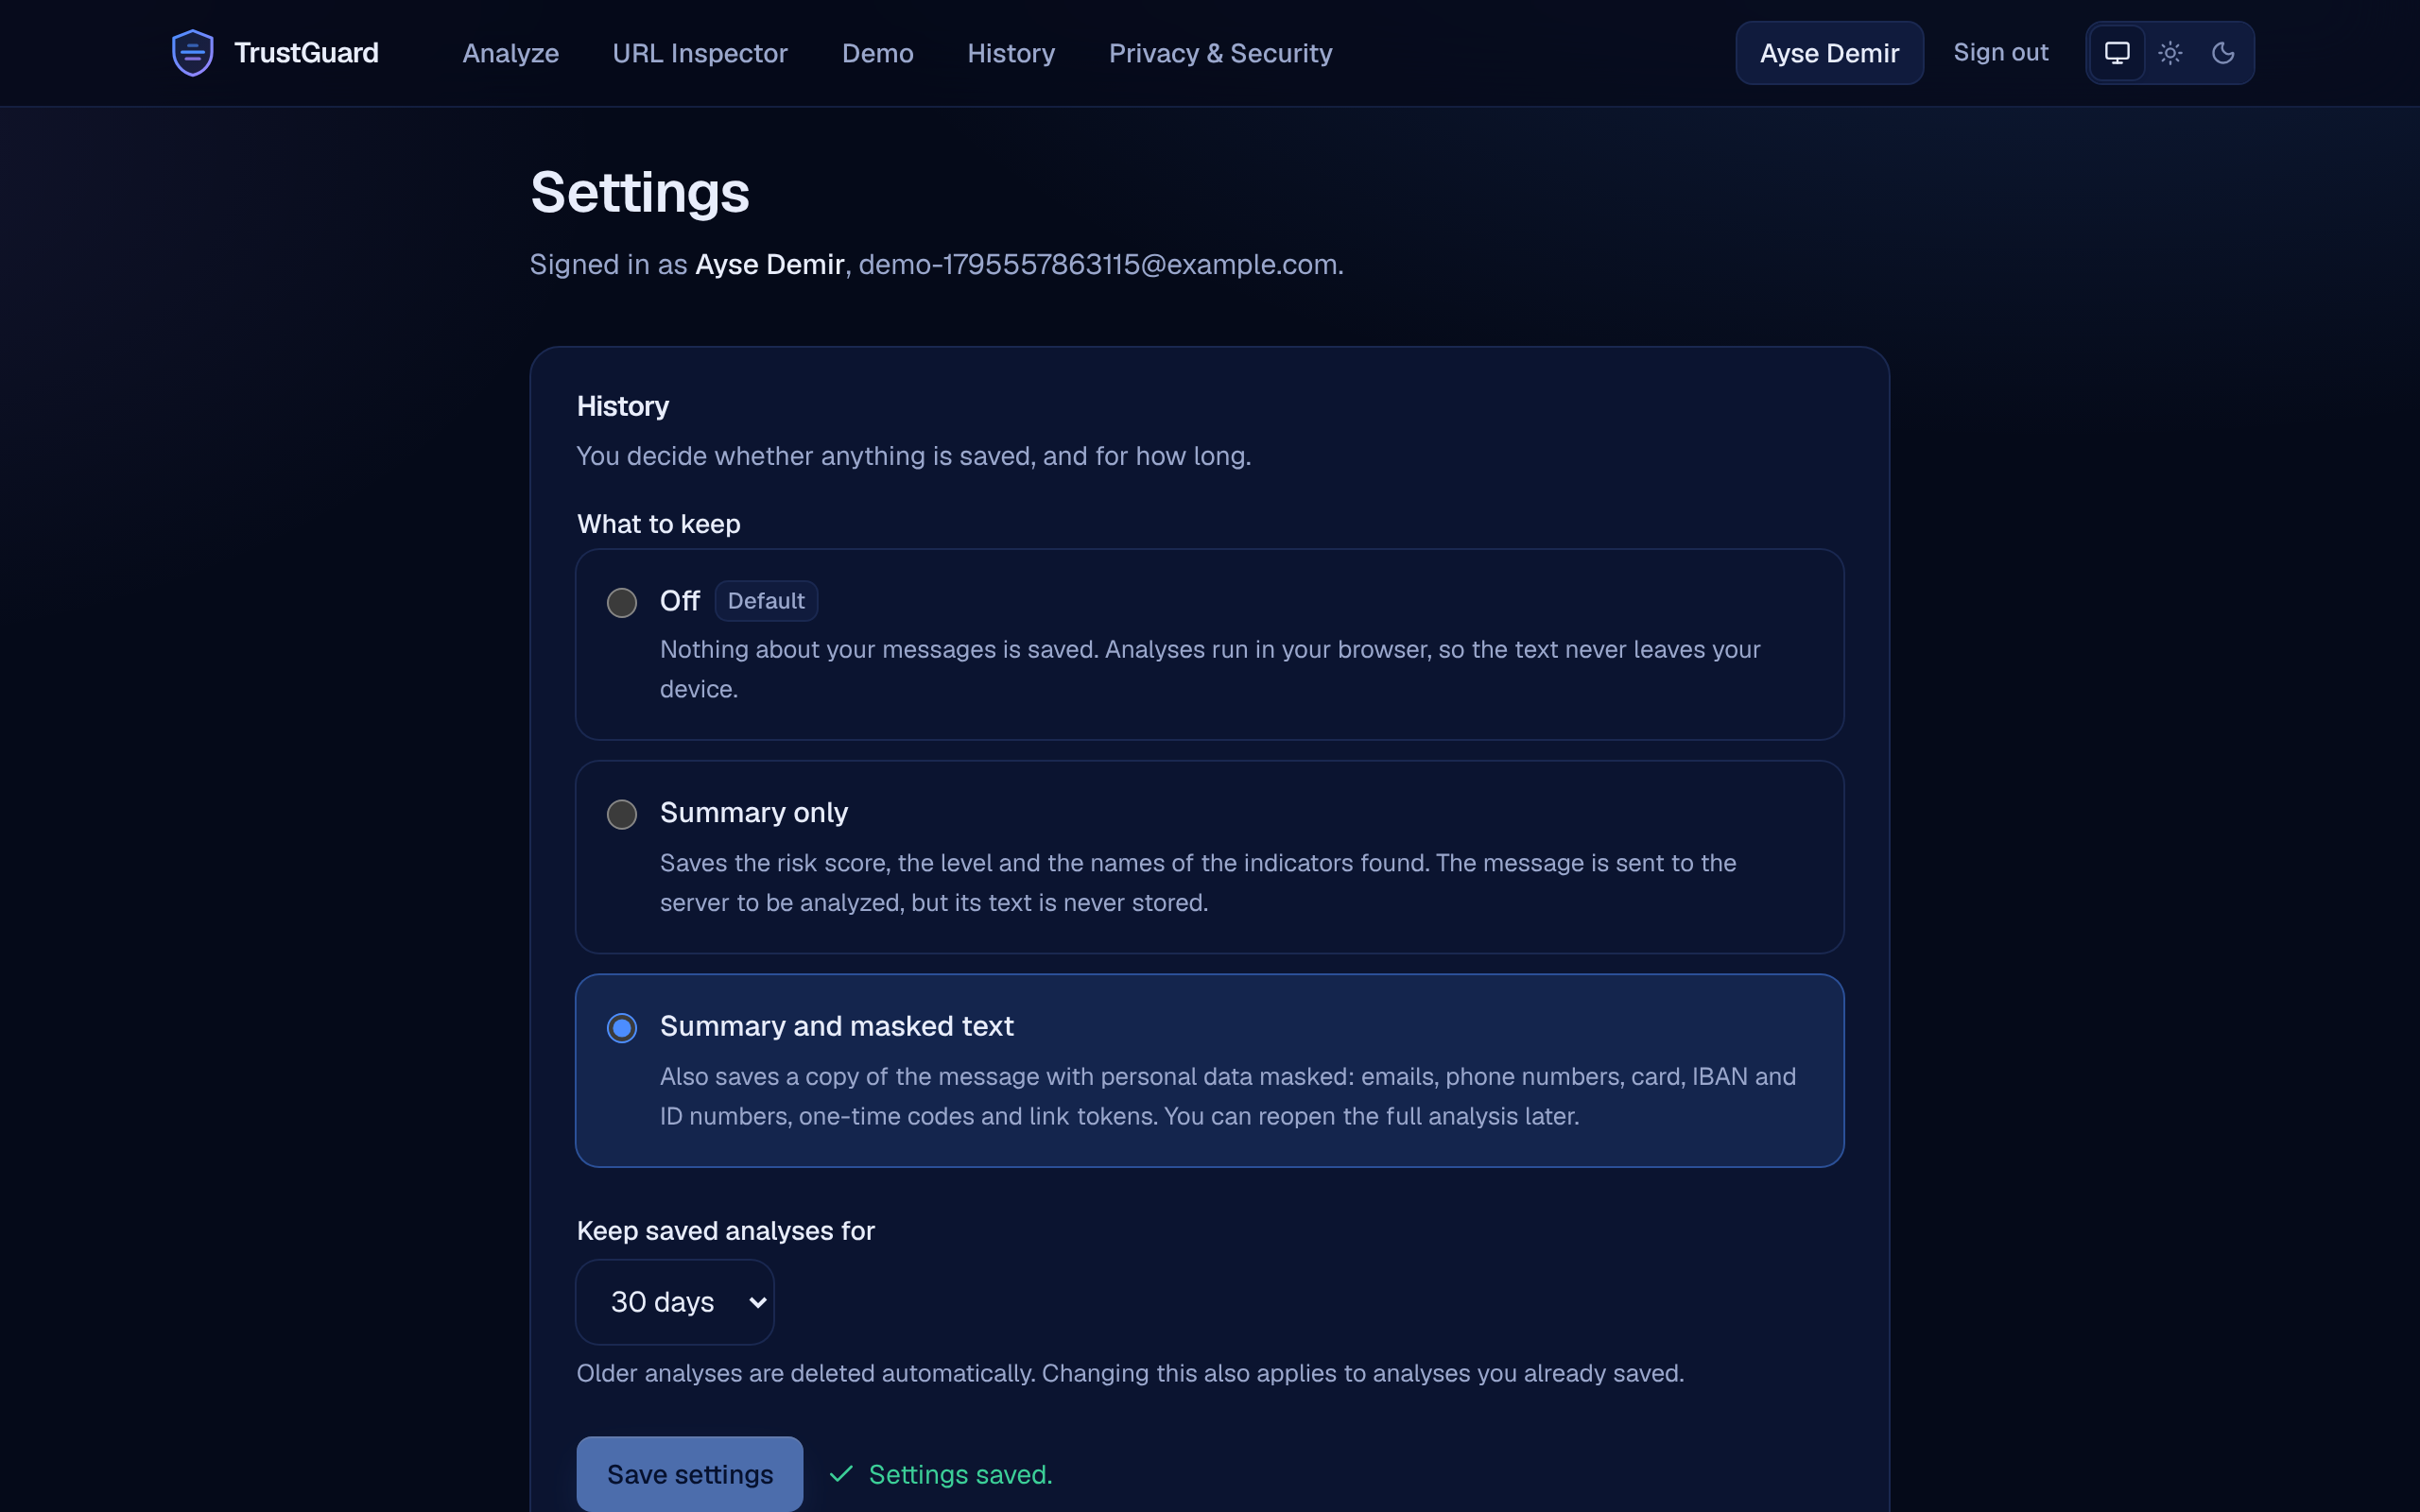 TrustGuard
Analyze
URL Inspector
Demo
History
Privacy & Security
Ayse Demir
Sign out
Settings
Signed in as Ayse Demir, demo-1795557863115@example.com.
History
You decide whether anything is saved, and for how long.
What to keep
Off
Default
Nothing about your messages is saved. Analyses run in your browser, so the text never leaves your
device.
Summary only
Saves the risk score, the level and the names of the indicators found. The message is sent to the
server to be analyzed, but its text is never stored.
Summary and masked text
Also saves a copy of the message with personal data masked: emails, phone numbers, card, IBAN and
ID numbers, one-time codes and link tokens. You can reopen the full analysis later.
Keep saved analyses for
30 days
Older analyses are deleted automatically. Changing this also applies to analyses you already saved.
Save settings
Settings saved.